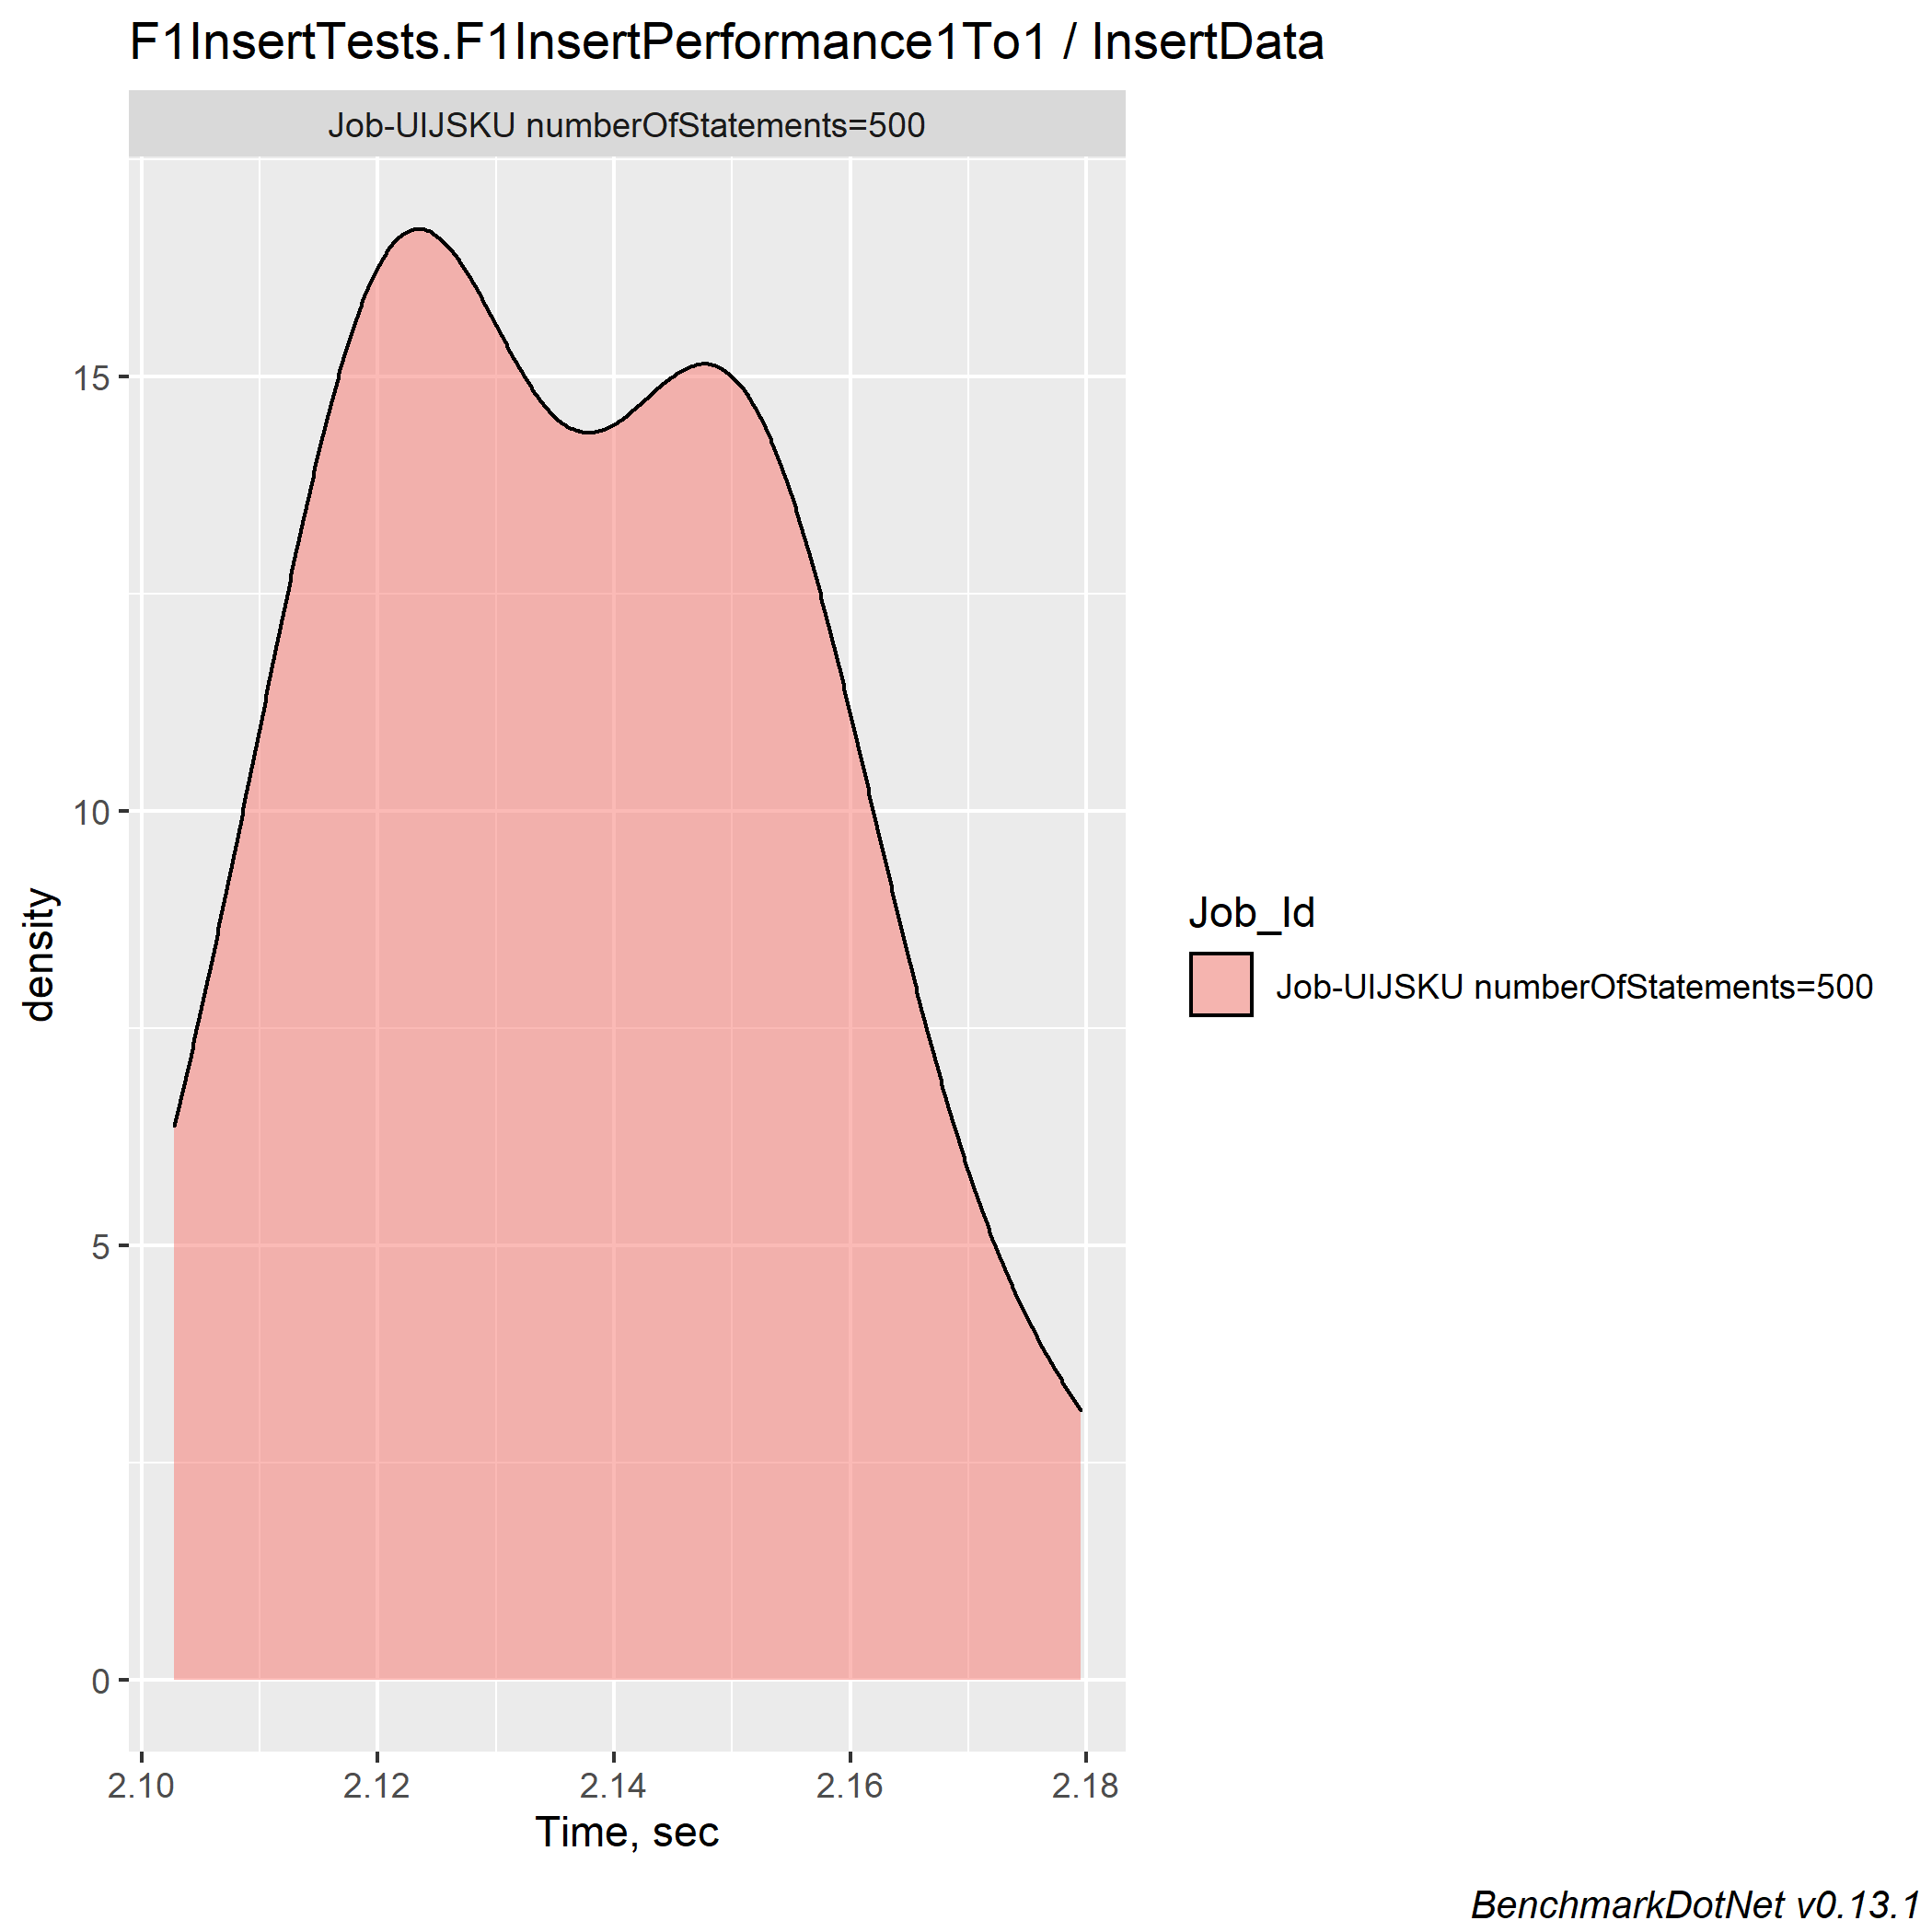 F1InsertTests.F1InsertPerformance1To1 / InsertData
Job-UIJSKU numberOfStatements=500
15
10
5
0
density
2.10 2.12 2.14 2.16 2.18
Time, sec
Job_Id
Job-UIJSKU numberOfStatements=500
BenchmarkDotNet v0.13.1